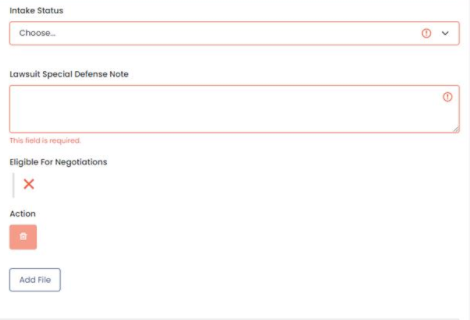 Intake Status
Choose...
Lawsuit Special Defense Note
This field is required.
Eligible For Negotiations
Action
Add File